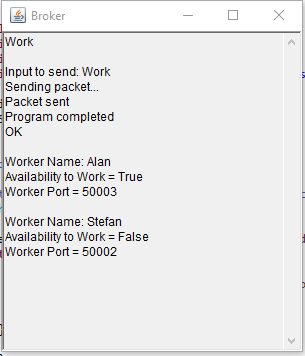 Broker
Work
Input to send: Work
Sending packet...
Packet sent
Program completed
OK
Worker Name: Alan
Availability to Work = True
Worker Port = 50003
Worker Name: Stefan
Availability to Work = False
Worker Port = 50002